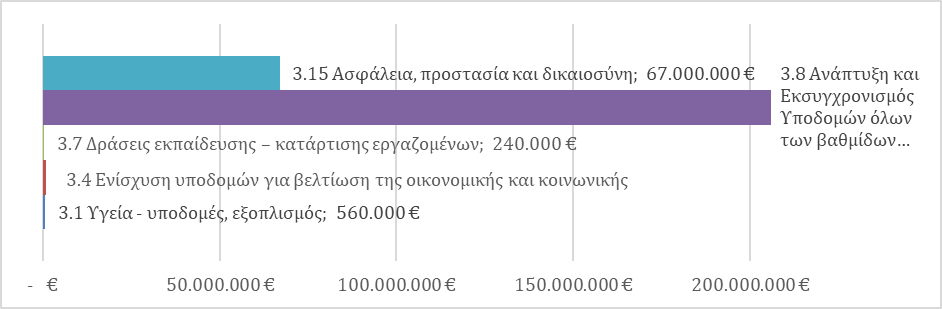 3.15 Ασφάλεια, προστασία και δικαιοσύνη; 67.000.000 €
3.8 Ανάπτυξη και
Εκσυγχρονισμός
Υποδομών όλων
των βαθμίδων...
3.7 Δράσεις εκπαίδευσης – κατάρτισης εργαζομένων; 240.000 €
3.4 Ενίσχυση υποδομών για βελτίωση της οικονομικής και κοινωνικής
3.1 Υγεία - υποδομές, εξοπλισμός; 560.000 €
- € 50.000.000 € 100.000.000 € 150.000.000 € 200.000.000 €